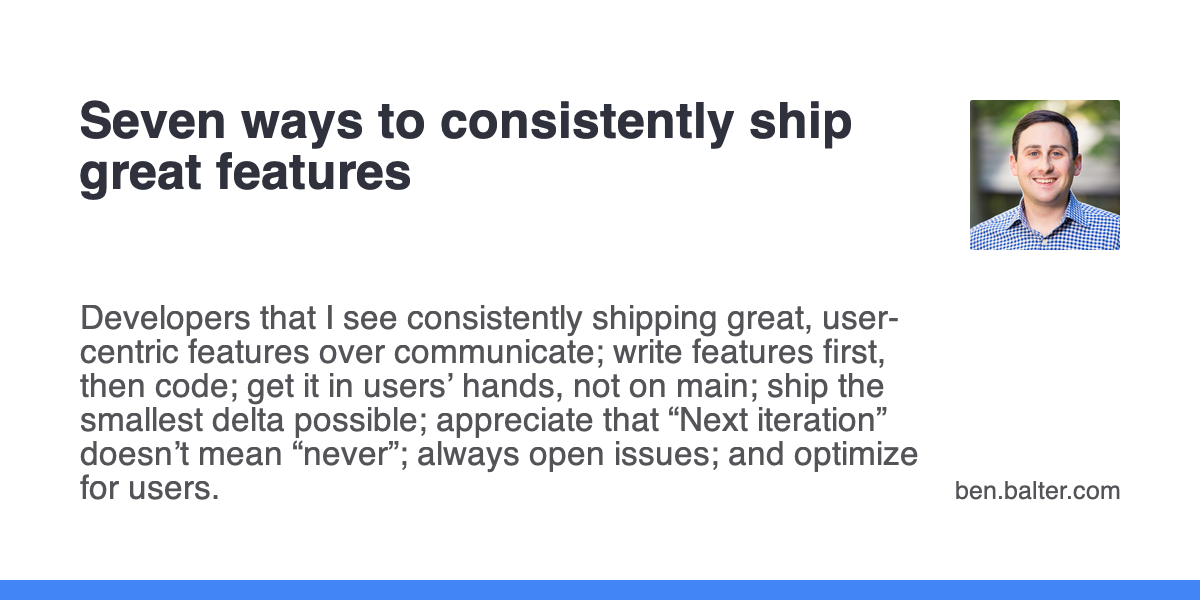 Seven ways to consistently ship
great features
Developers that I see consistently shipping great, user-
centric features over communicate; write features first,
then code; get it in users’ hands, not on main; ship the
smallest delta possible; appreciate that “Next iteration”
doesn’t mean “never”; always open issues; and optimize
for users.
ben.balter.com